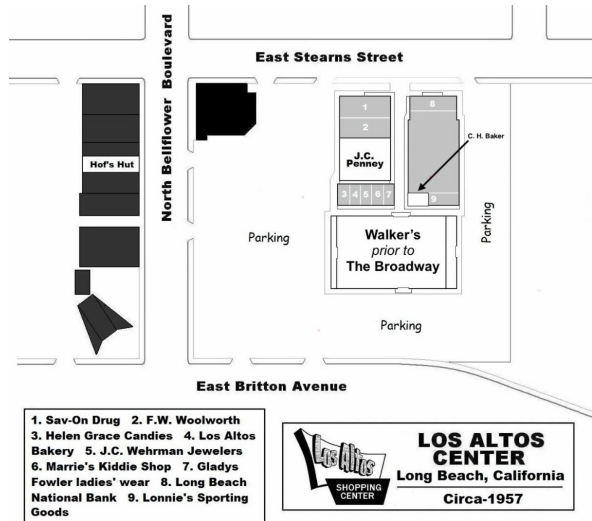 East Stearns Street
North Bellflower Boulevard
1
2
J.C.
Penney
3 4 5 6 7
8
C. H. Baker
9
Hof's Hut
Walker's
prior to
The Broadway
Parking
Parking
Parking
East Britton Avenue
1. Sav-On Drug 2. F.W. Woolworth
3. Helen Grace Candies 4. Los Altos
Bakery 5. J.C. Wehrman Jewelers
6. Marrie's Kiddie Shop 7. Gladys
Fowler ladies' wear 8. Long Beach
National Bank 9. Lonnie's Sporting
Goods
Los Altos
SHOPPING
CENTER
LOS ALTOS
CENTER
Long Beach, California
Circa-1957